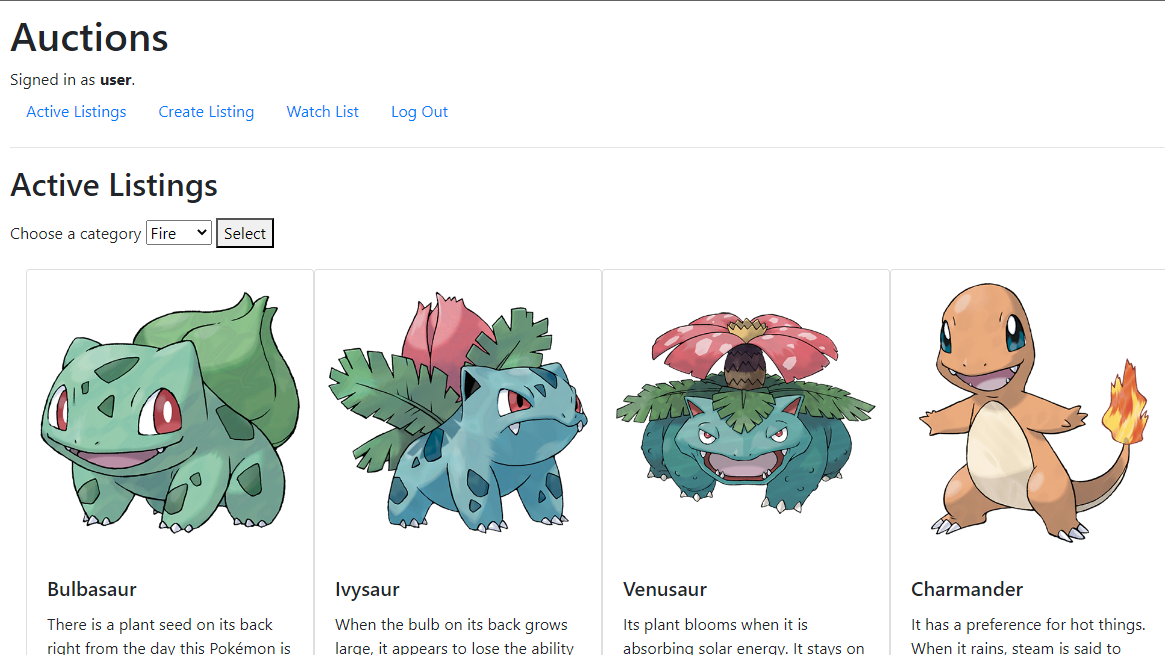 Auctions
Signed in as user.
Active Listings Create Listing Watch List Log Out
Active Listings
Choose a category Fire Select
Bulbasaur
There is a plant seed on its back
right from the day this Pokémon is
Ivysaur
When the bulb on its back grows
large, it appears to lose the ability
Venusaur
Its plant blooms when it is
absorbing solar energy. It stays on
Charmander
It has a preference for hot things.
When it rains, steam is said to